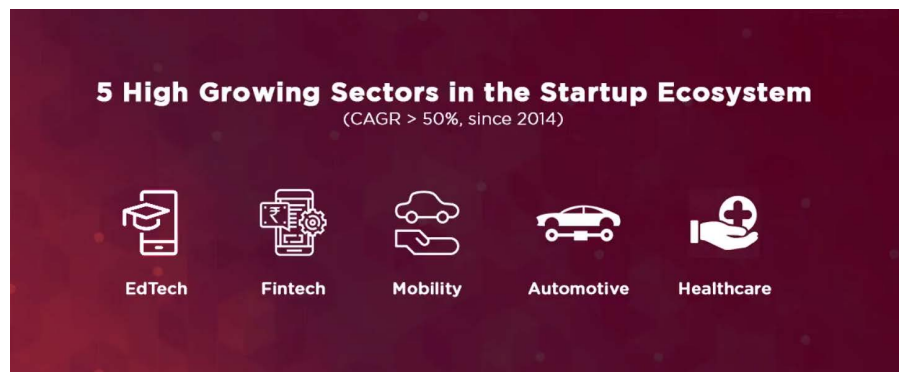 5 High Growing Sectors in the Startup Ecosystem
(CAGR > 50%, since 2014)
₹
EdTech Fintech Mobility Automotive Healthcare